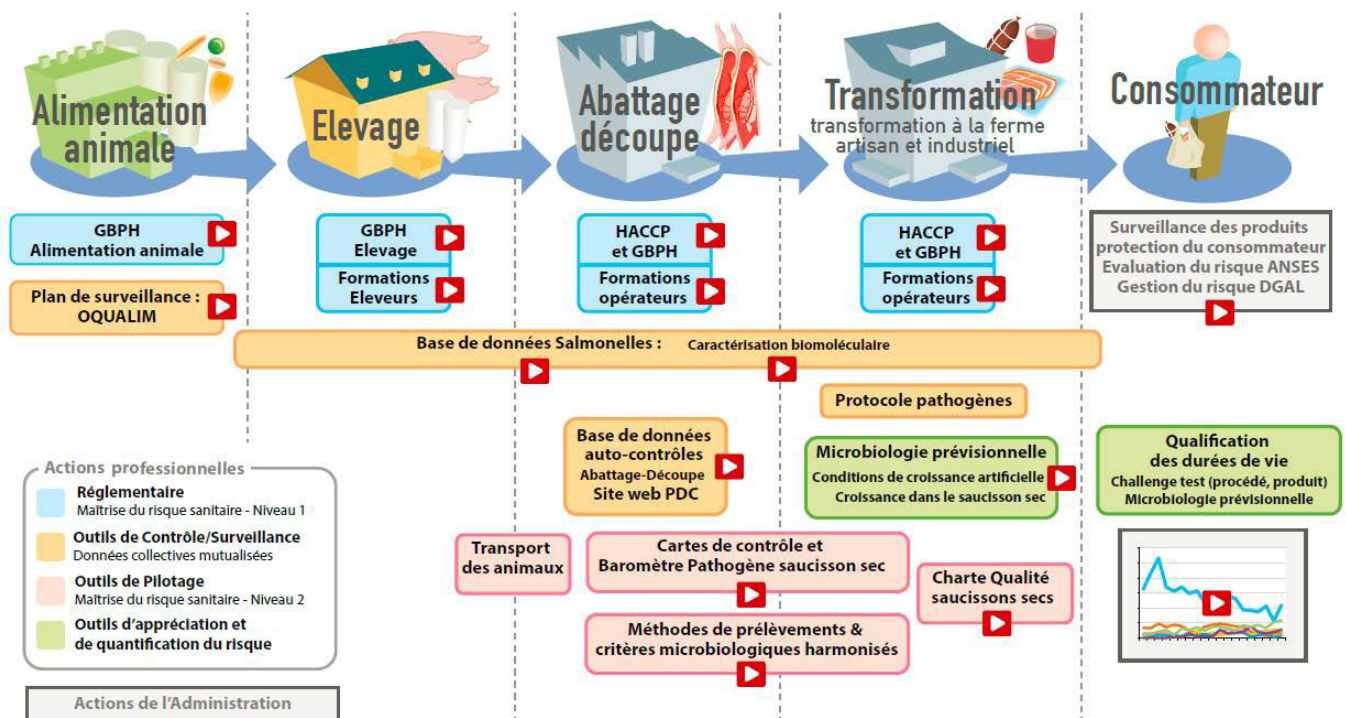 Alimentation
animale
Elevage
Abattage
découpe
Transformation
transformation à la ferme
artisan et industriel
Consommateur
GBPH
Alimentation animale
Plan de surveillance :
OQUALIM
GBPH
Elevage
Formations
Eleveurs
HACCP
et GBPH
Formations
opérateurs
HACCP
et GBPH
Formations
opérateurs
Surveillance des produits
protection du consommateur
Evaluation du risque ANSES
Gestion du risque DGAL
Base de données Salmonelles : Caractérisation biomoléculaire
Protocole pathogènes
Base de données
auto-contrôles
Abattage-Découpe
Site web PDC
Microbiologie prévisionnelle
Conditions de croissance artificielle
Croissance dans le saucisson sec
Qualification
des durées de vie
Challenge test (procédé, produit)
Microbiologie prévisionnelle
Transport
des animaux
Cartes de contrôle et
Baromètre Pathogène saucisson sec
Charte Qualité
saucissons secs
Méthodes de prélèvements &
critères microbiologiques harmonisés
Actions professionnelles
Réglementaire
Maîtrise du risque sanitaire - Niveau 1
Outils de Contrôle/Surveillance
Données collectives mutualisées
Outils de Pilotage
Maîtrise du risque sanitaire - Niveau 2
Outils d'appréciation et
de quantification du risque
Actions de l'Administration